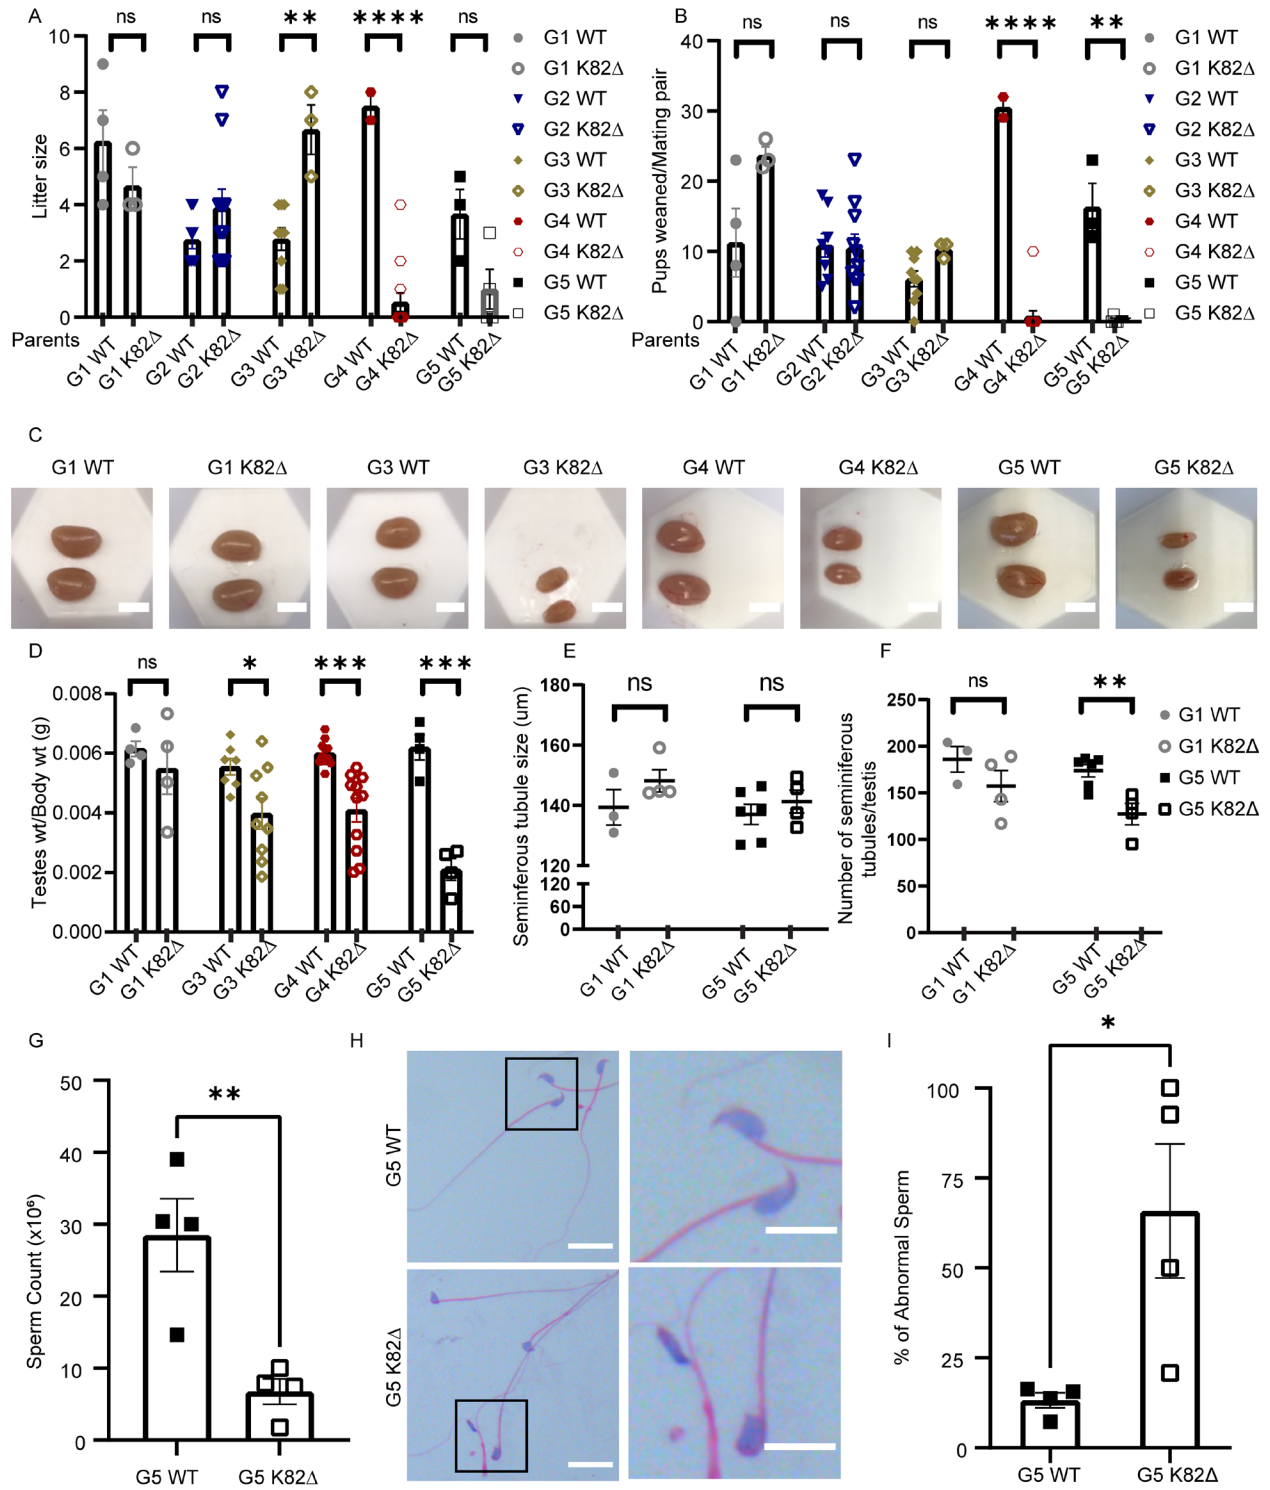 A
ns
ns
**
****
ns
Litter size
10
8
6
4
2
0
Parents
G1 WT
G1 K82Δ
G2 WT
G2 K82Δ
G3 WT
G3 K82Δ
G4 WT
G4 K82Δ
G5 WT
G5 K82Δ
G1 WT
G1 K82Δ
G2 WT
G2 K82Δ
G3 WT
G3 K82Δ
G4 WT
G4 K82Δ
G5 WT
G5 K82Δ
B
ns
ns
ns
****
**
Pups weaned/Mating pair
40
30
20
10
0
Parents
G1 WT
G1 K82Δ
G2 WT
G2 K82Δ
G3 WT
G3 K82Δ
G4 WT
G4 K82Δ
G5 WT
G5 K82Δ
G1 WT
G1 K82Δ
G2 WT
G2 K82Δ
G3 WT
G3 K82Δ
G4 WT
G4 K82Δ
G5 WT
G5 K82Δ
C
G1 WT
G1 K82Δ
G3 WT
G3 K82Δ
G4 WT
G4 K82Δ
G5 WT
G5 K82Δ
D
ns
*
***
***
Testes wt/Body wt (g)
0.008
0.006
0.004
0.002
0.000
G1 WT
G1 K82Δ
G3 WT
G3 K82Δ
G4 WT
G4 K82Δ
G5 WT
G5 K82Δ
E
ns
ns
Seminferous tubule size (um)
180
160
140
120
120
60
0
G1 WT
G1 K82Δ
G5 WT
G5 K82Δ
F
ns
**
Number of seminiferous
tubules/testis
250
200
150
100
50
0
G1 WT
G1 K82Δ
G5 WT
G5 K82Δ
G1 WT
G1 K82Δ
G5 WT
G5 K82Δ
G
**
Sperm Count (x10⁶)
50
40
30
20
10
0
G5 WT
G5 K82Δ
H
G5 WT
G5 K82Δ
I
*
% of Abnormal Sperm
100
75
50
25
0
G5 WT
G5 K82Δ